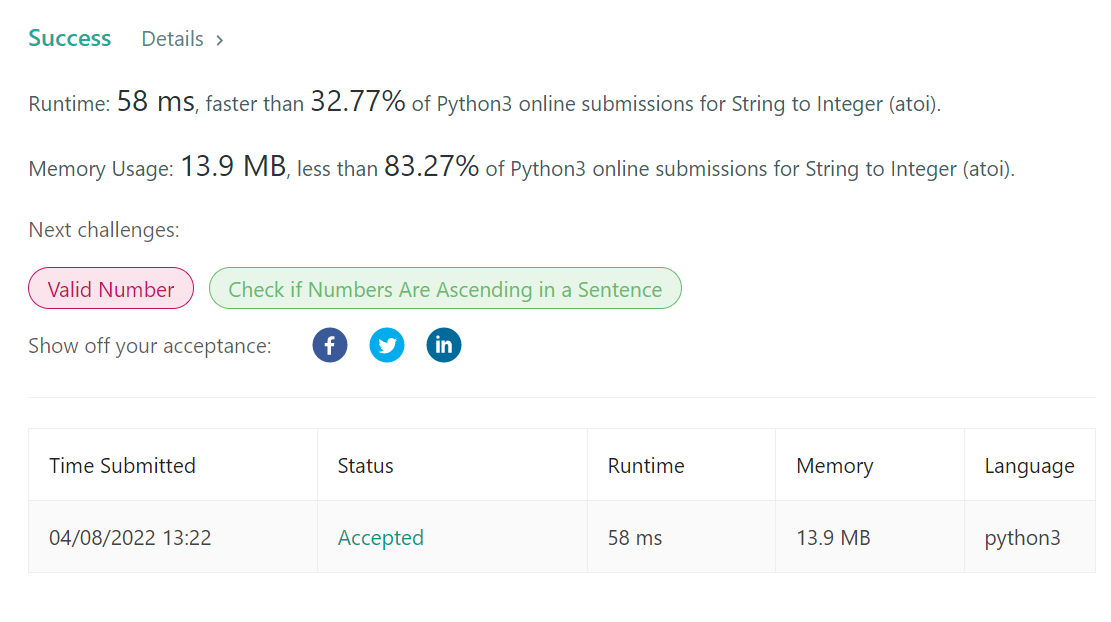 Success Details >
Runtime: 58 ms, faster than 32.77% of Python3 online submissions for String to Integer (atoi).
Memory Usage: 13.9 MB, less than 83.27% of Python3 online submissions for String to Integer (atoi).
Next challenges:
Valid Number Check if Numbers Are Ascending in a Sentence
Show off your acceptance: f in
Time Submitted Status Runtime Memory Language
04/08/2022 13:22 Accepted 58 ms 13.9 MB python3